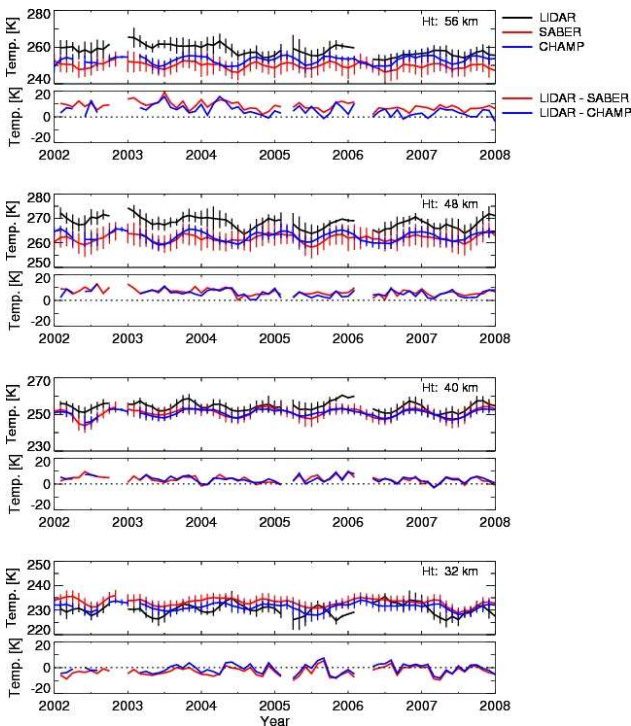 280
Ht: 56 km
260
240
Temp. [K]
LIDAR
SABER
CHAMP
20
0
-20
Temp. [K]
LIDAR - SABER
LIDAR - CHAMP
2002 2003 2004 2005 2006 2007 2008
280
Ht: 48 km
270
260
250
Temp. [K]
20
0
-20
Temp. [K]
2002 2003 2004 2005 2006 2007 2008
270
Ht: 40 km
250
230
Temp. [K]
20
0
-20
Temp. [K]
2002 2003 2004 2005 2006 2007 2008
250
Ht: 32 km
240
230
220
Temp. [K]
20
0
-20
Temp. [K]
2002 2003 2004 2005 2006 2007 2008
Year